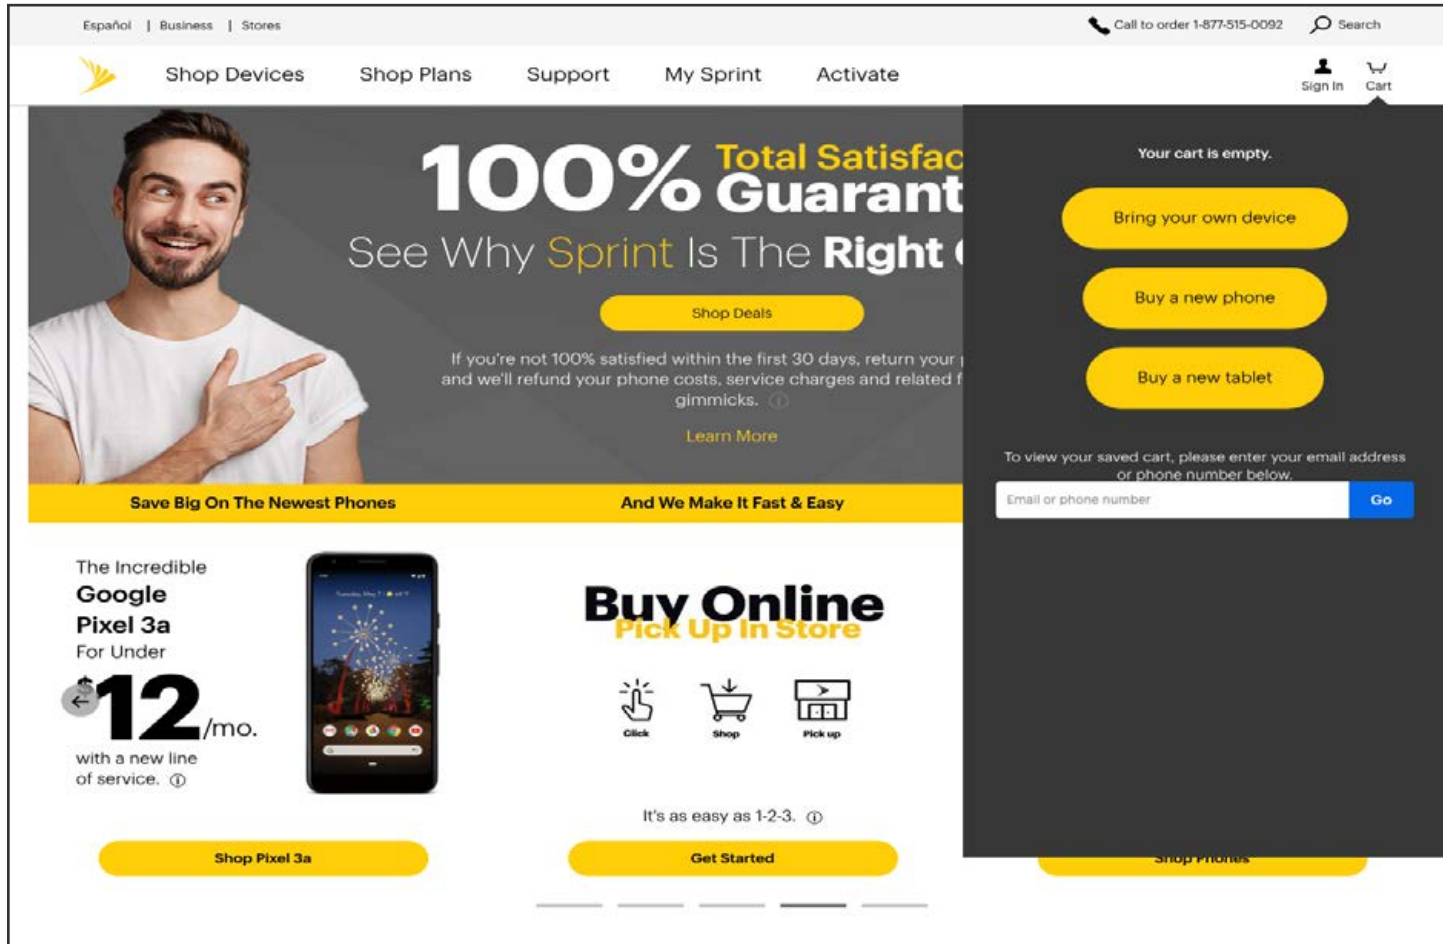 Español | Business | Stores
Call to order 1-877-515-0092
Search
Shop Devices
Shop Plans
Support
My Sprint
Activate
Sign In
Cart
100% Total Satisfac
Guarant
See Why Sprint Is The Right
Shop Deals
If you're not 100% satisfied within the first 30 days, return your
and we'll refund your phone costs, service charges and related f
gimmicks.
Learn More
Your cart is empty.
Bring your own device
Buy a new phone
Buy a new tablet
To view your saved cart, please enter your email address
or phone number below.
Email or phone number
Go
Save Big On The Newest Phones
And We Make It Fast & Easy
The Incredible
Google
Pixel 3a
For Under
$12/mo.
with a new line
of service.
Shop Pixel 3a
Buy Online
Pick Up In Store
Click
Shop
Pick up
It's as easy as 1-2-3.
Get Started
Shop Phones